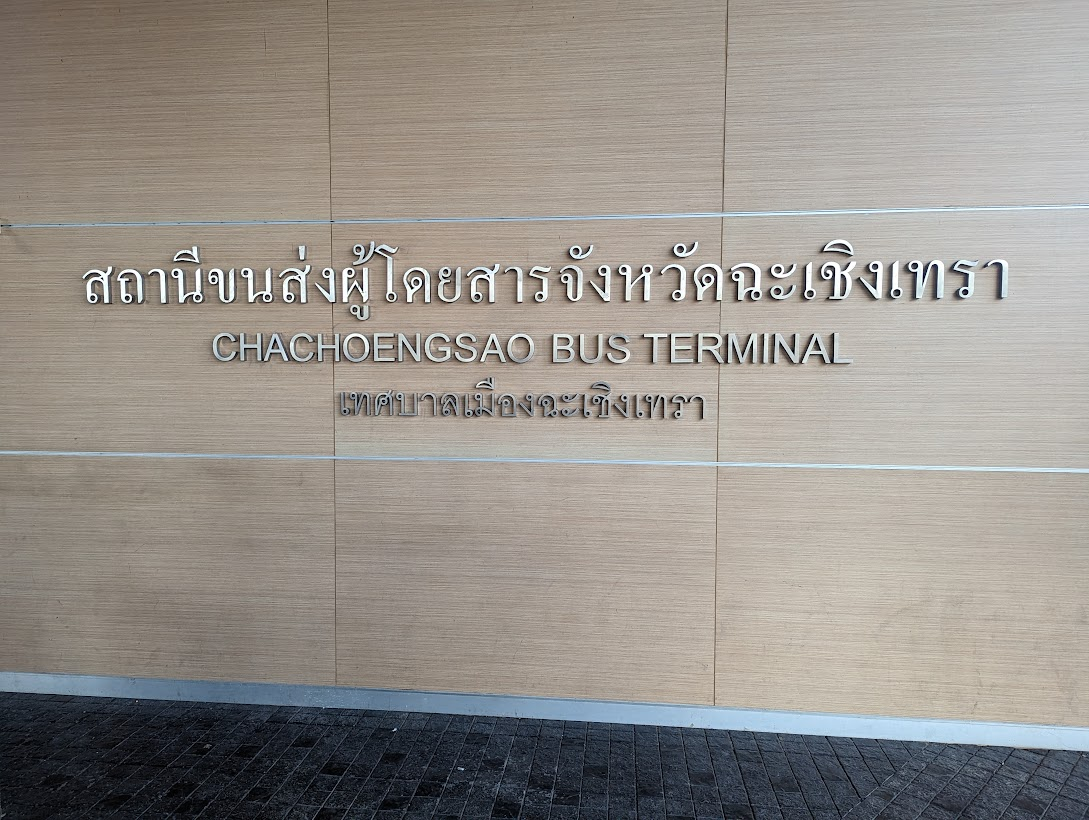 สถานีขนส่งผู้โดยสารจังหวัดฉะเชิงเทรา
CHACHOENGSAO BUS TERMINAL
เทศบาลเมืองฉะเชิงเทรา